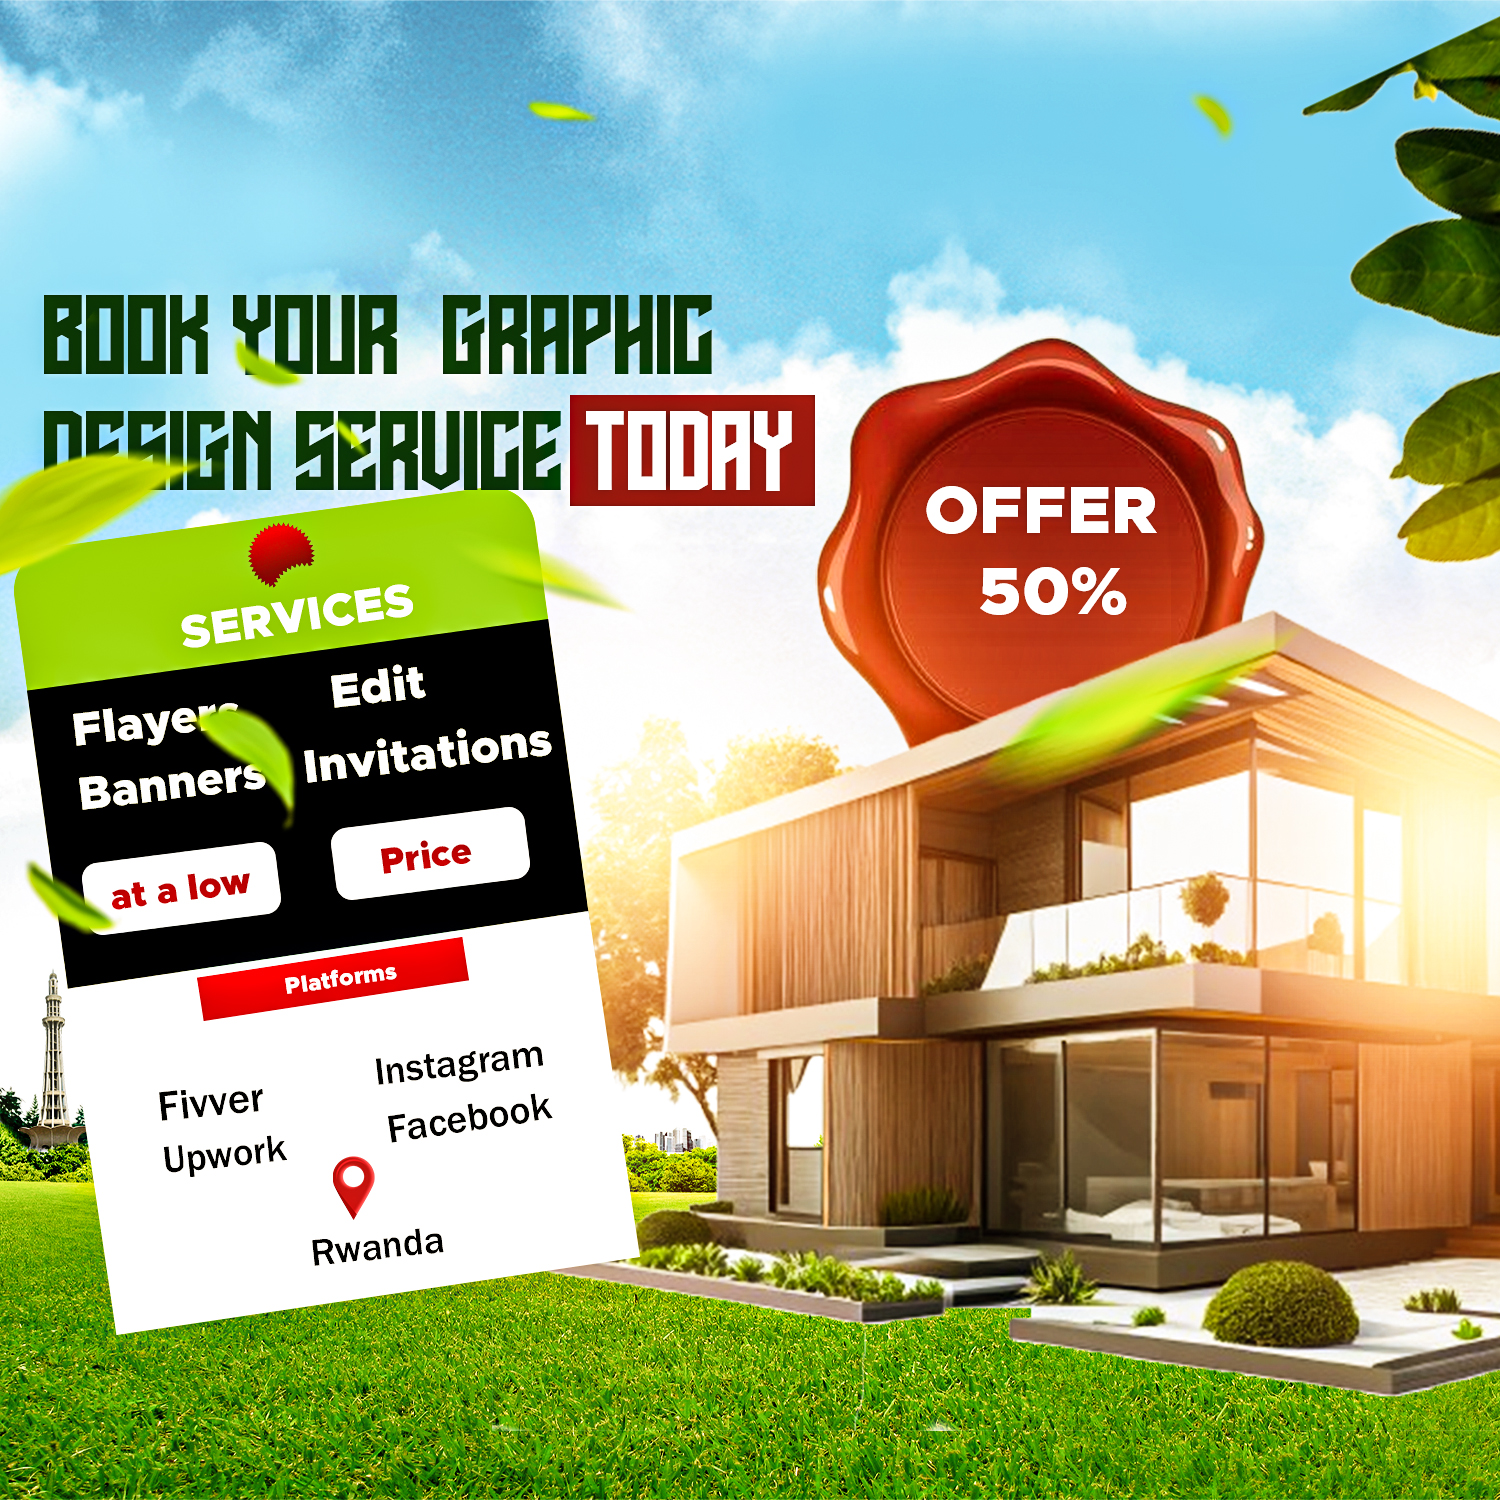 BOOK YOUR GRAPHIC
DESIGN SERVICE TODAY
OFFER
50%
SERVICES
Flayers
Banners
Edit
Invitations
at a low
Price
Platforms
Fivver
Upwork
Instagram
Facebook
Rwanda